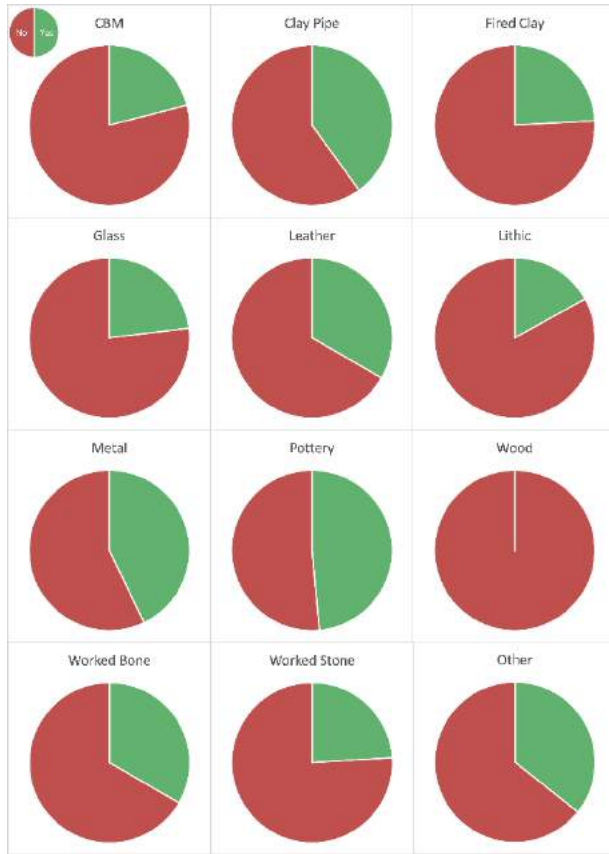 No Yes
CBM
Clay Pipe
Fired Clay
Glass
Leather
Lithic
Metal
Pottery
Wood
Worked Bone
Worked Stone
Other